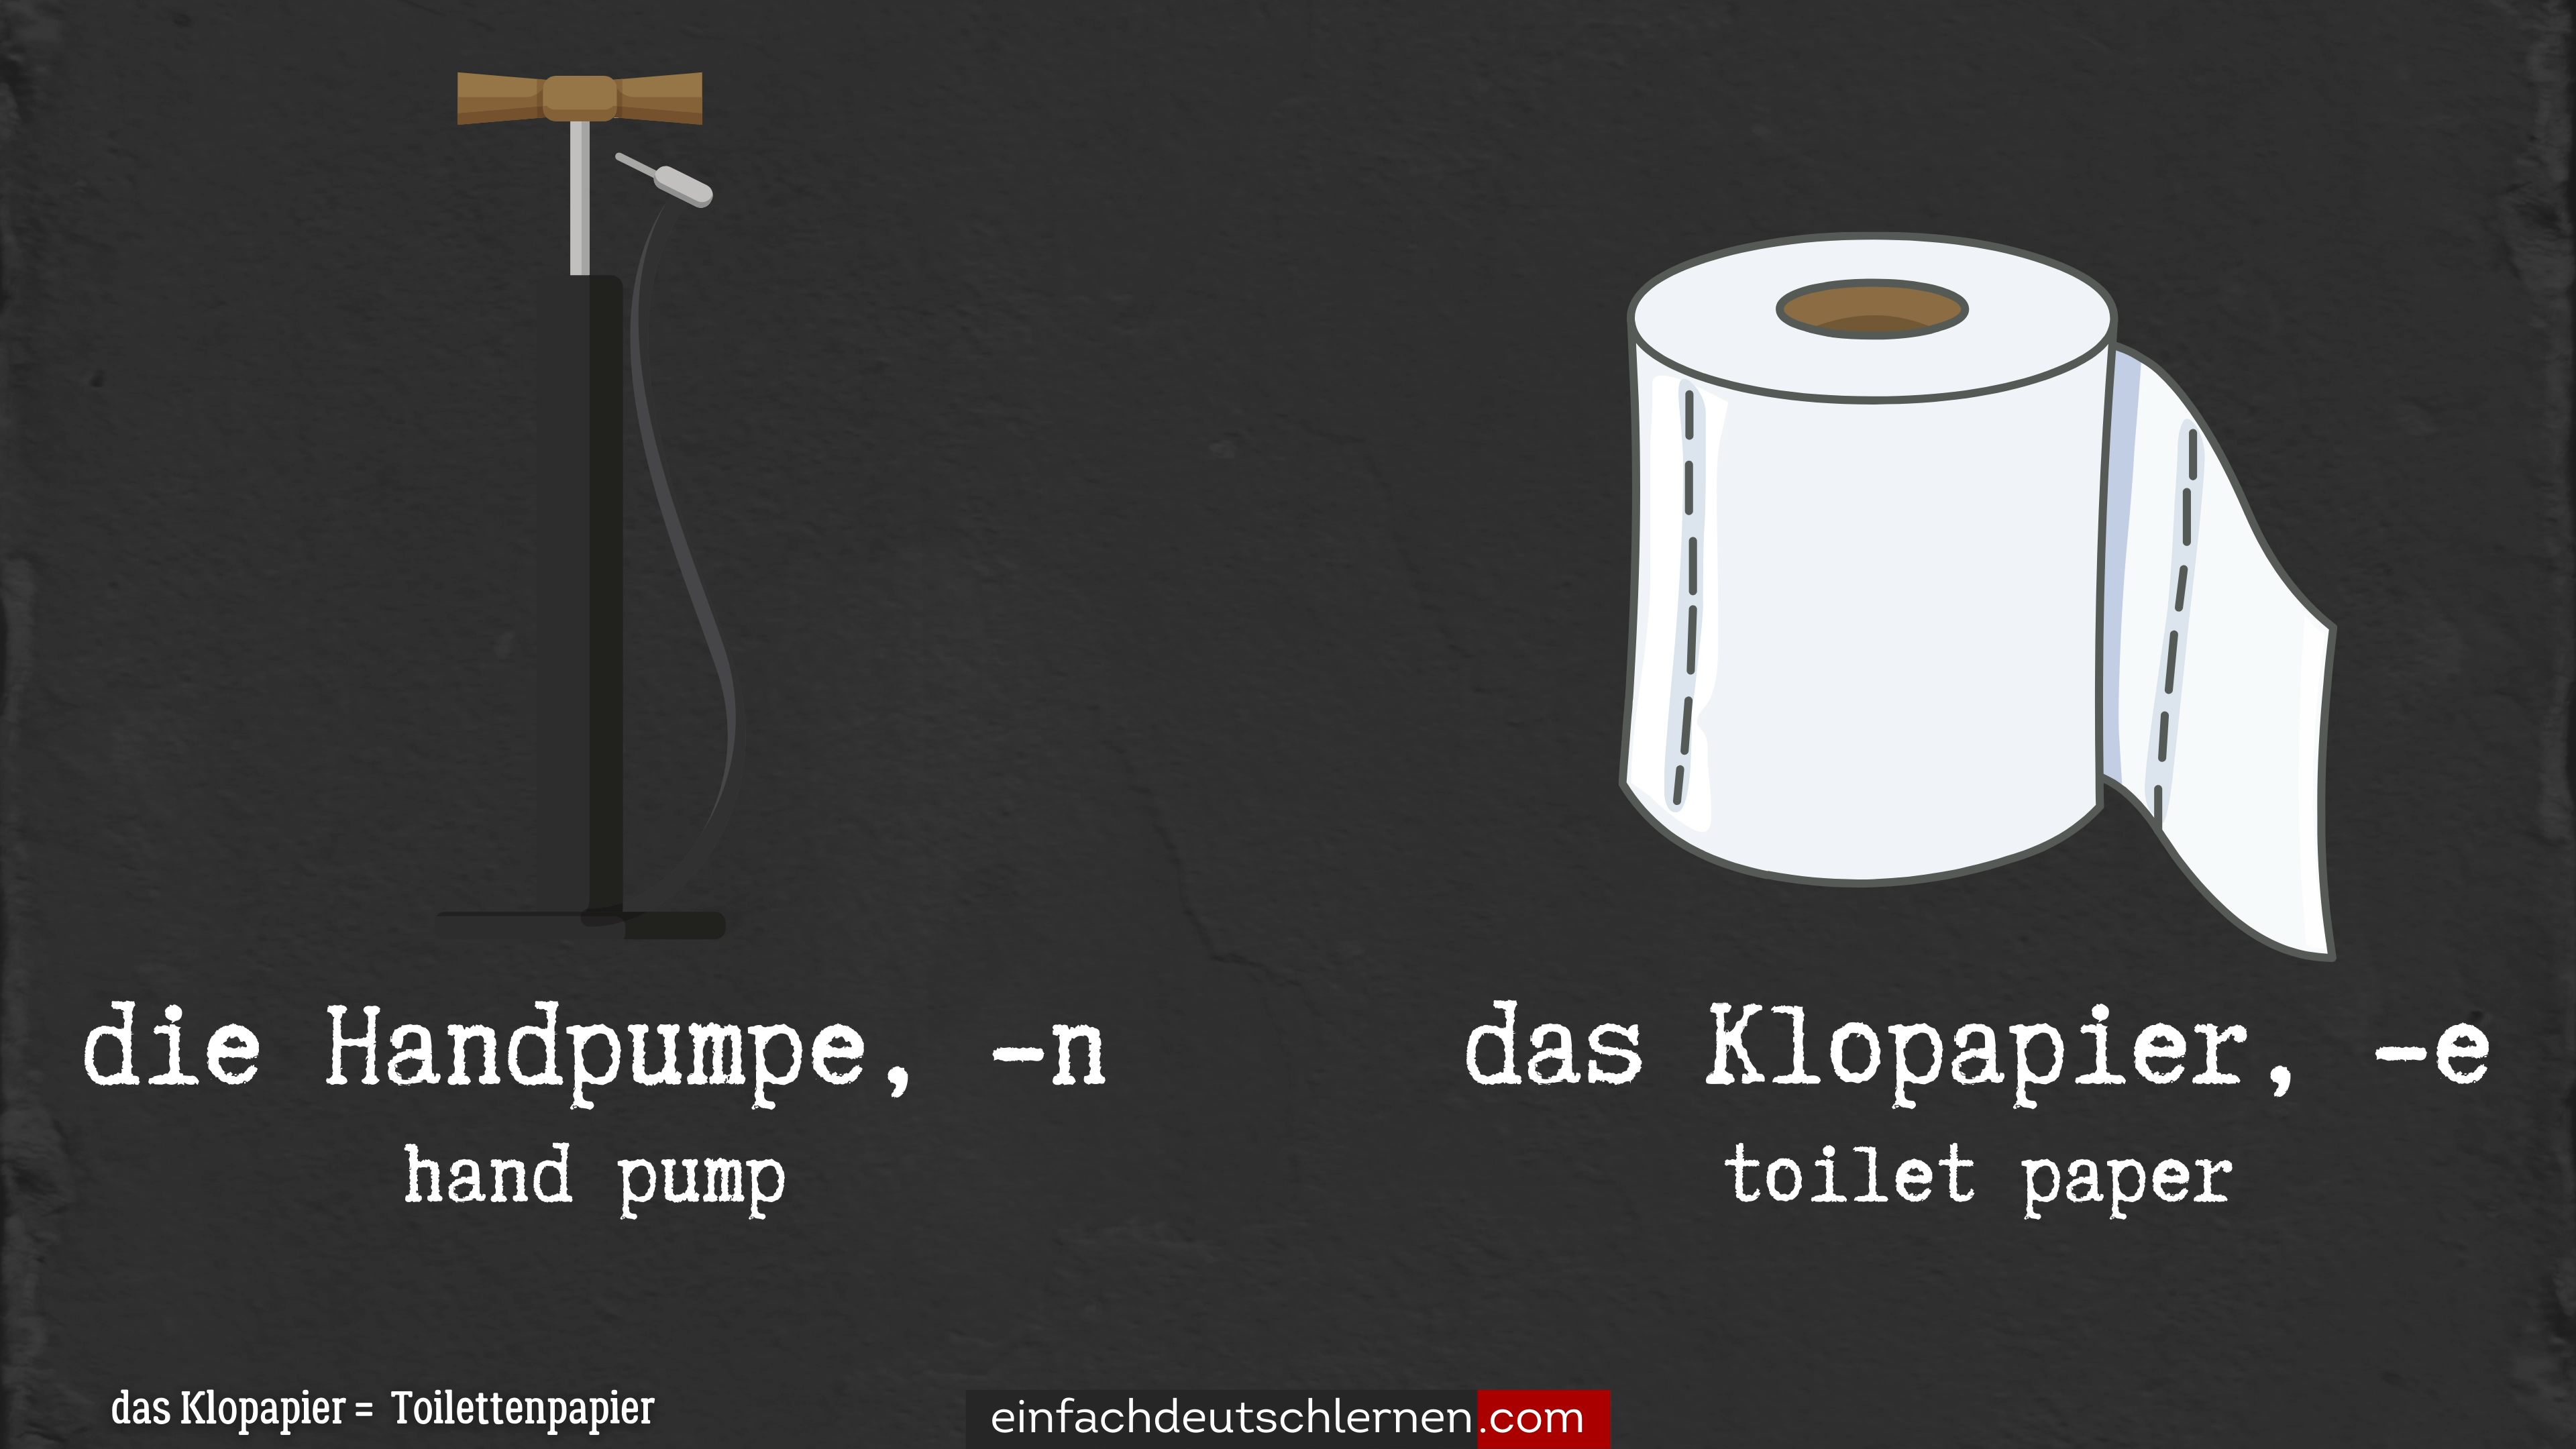 die Handpumpe, -n
hand pump
das Klopapier, -e
toilet paper
das Klopapier = Toilettenpapier
einfachdeutschlernen.com